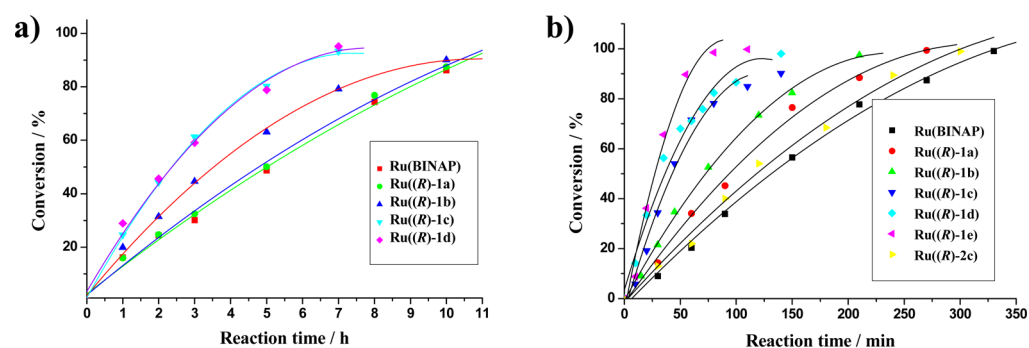 a)
100
80
60
40
20
0
1
2
3
4
5
6
7
8
9
10
11
Conversion / %
Reaction time / h
Ru(BINAP)
Ru((R)-1a)
Ru((R)-1b)
Ru((R)-1c)
Ru((R)-1d)
b)
120
100
80
60
40
20
0
0
50
100
150
200
250
300
350
Conversion / %
Reaction time / min
Ru(BINAP)
Ru((R)-1a)
Ru((R)-1b)
Ru((R)-1c)
Ru((R)-1d)
Ru((R)-1e)
Ru((R)-2c)